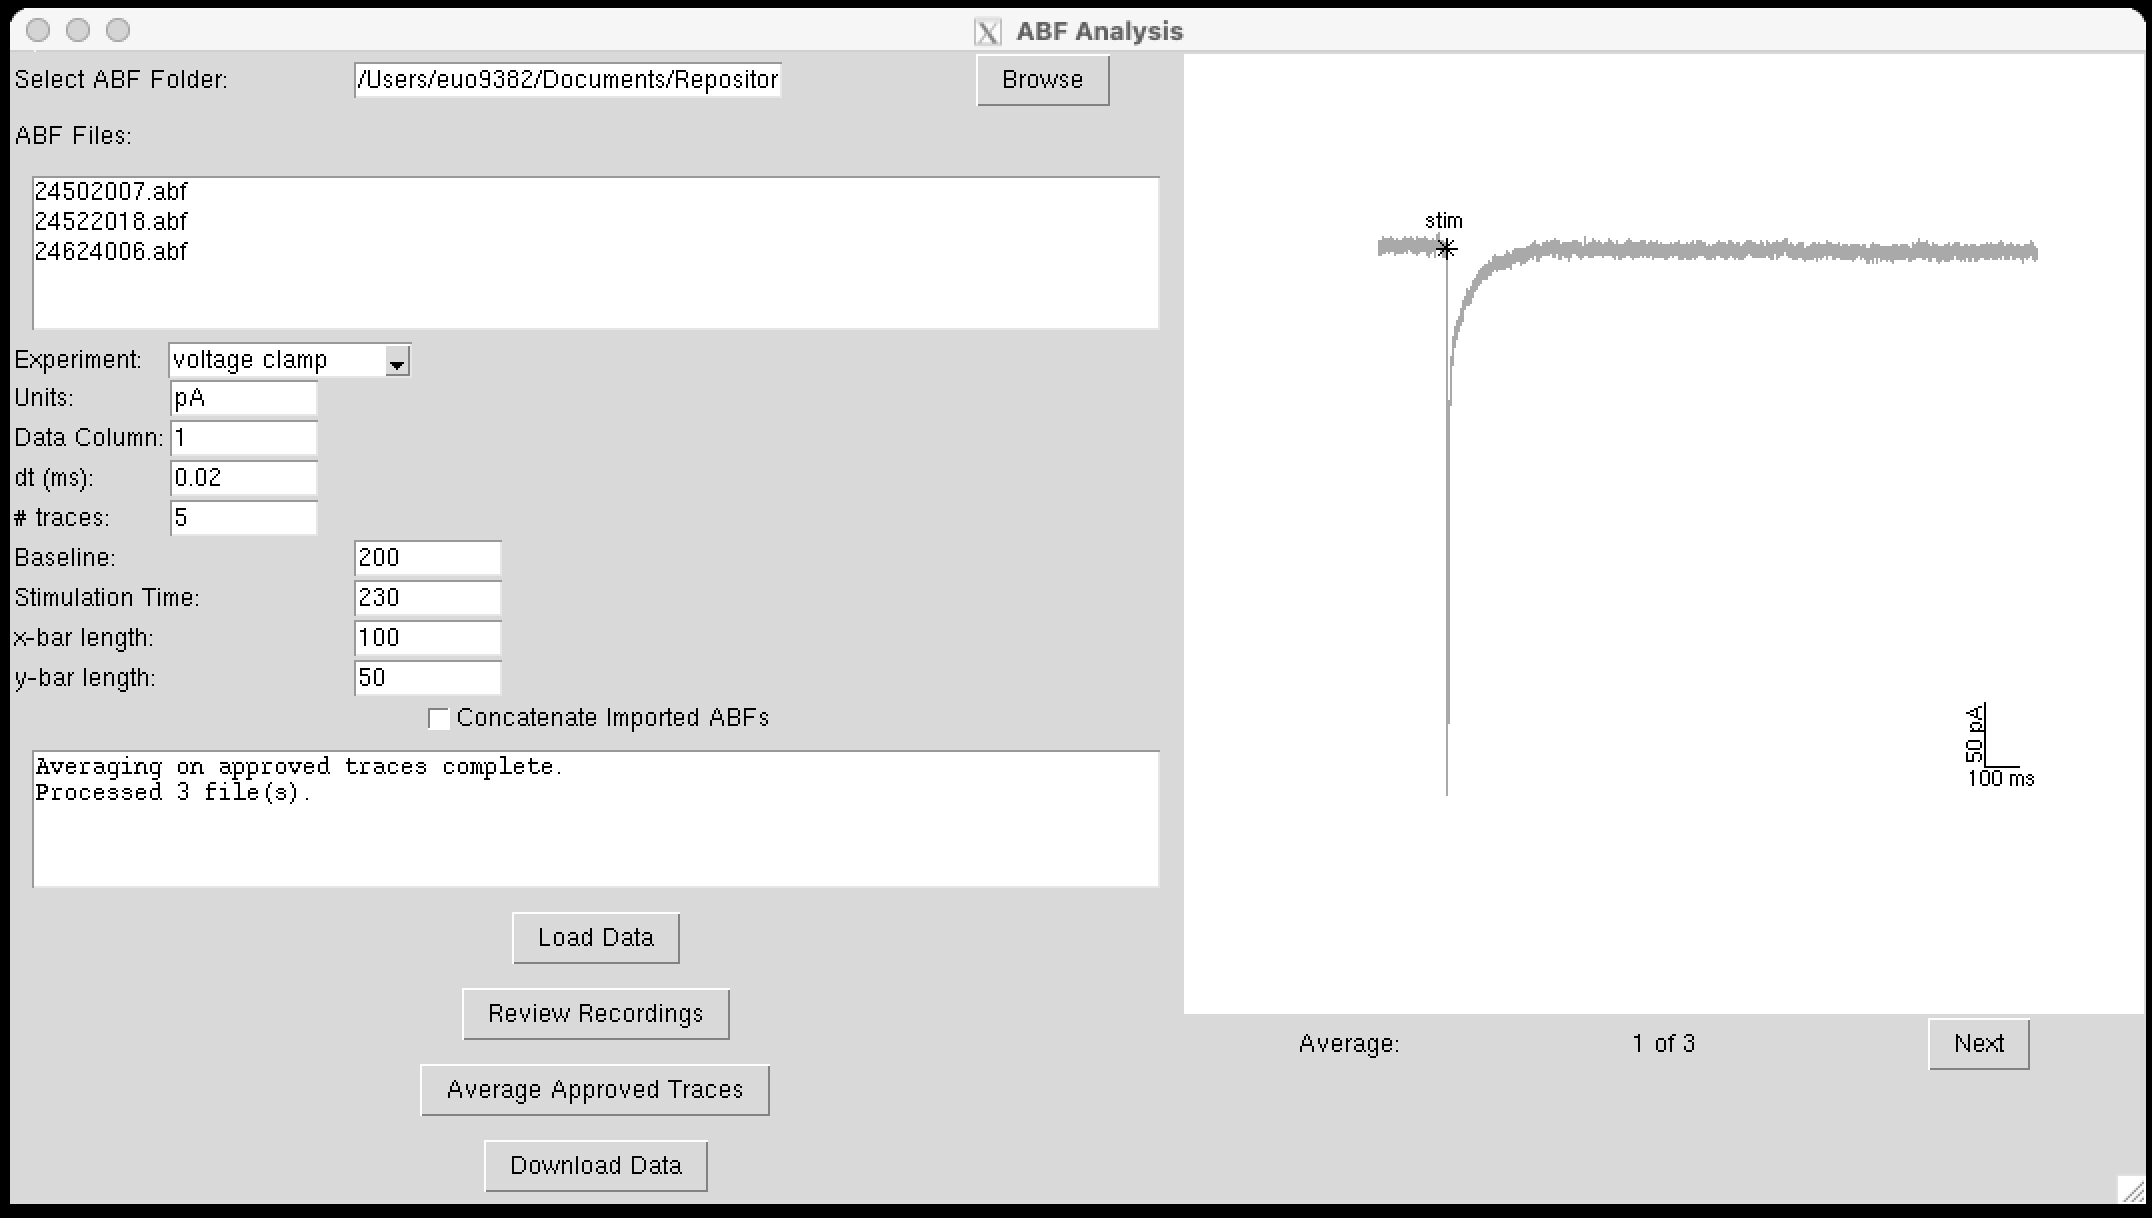 ABF Analysis
Select ABF Folder: /Users/euo9382/Documents/Repositor Browse
ABF Files:
24502007.abf
24522018.abf
24624006.abf
Experiment: voltage clamp
Units: pA
Data Column: 1
dt (ms): 0.02
# traces: 5
Baseline: 200
Stimulation Time: 230
x-bar length: 100
y-bar length: 50
Concatenate Imported ABFs
Averaging on approved traces complete.
Processed 3 file(s).
Load Data
Review Recordings
Average Approved Traces
Download Data
stim
50 pA
100 ms
Average: 1 of 3 Next